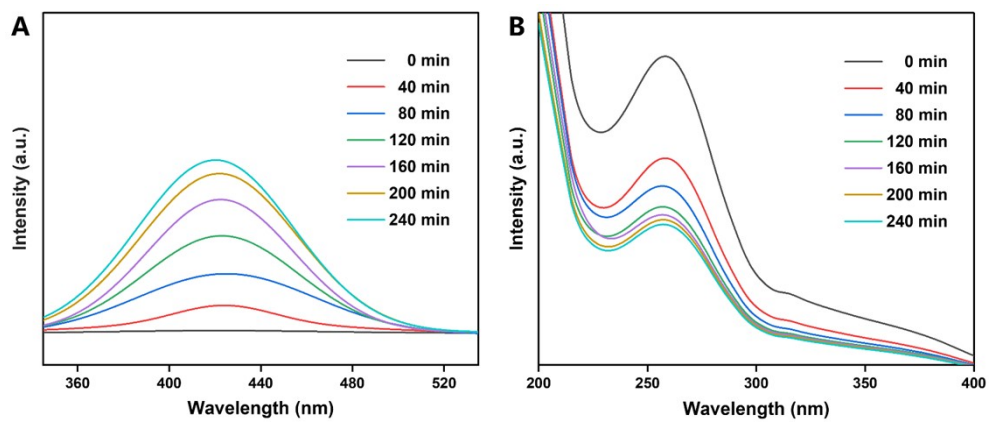 A
0 min
40 min
80 min
120 min
160 min
200 min
240 min
Intensity (a.u.)
360 400 440 480 520
Wavelength (nm)
B
0 min
40 min
80 min
120 min
160 min
200 min
240 min
Intensity (a.u.)
200 250 300 350 400
Wavelength (nm)